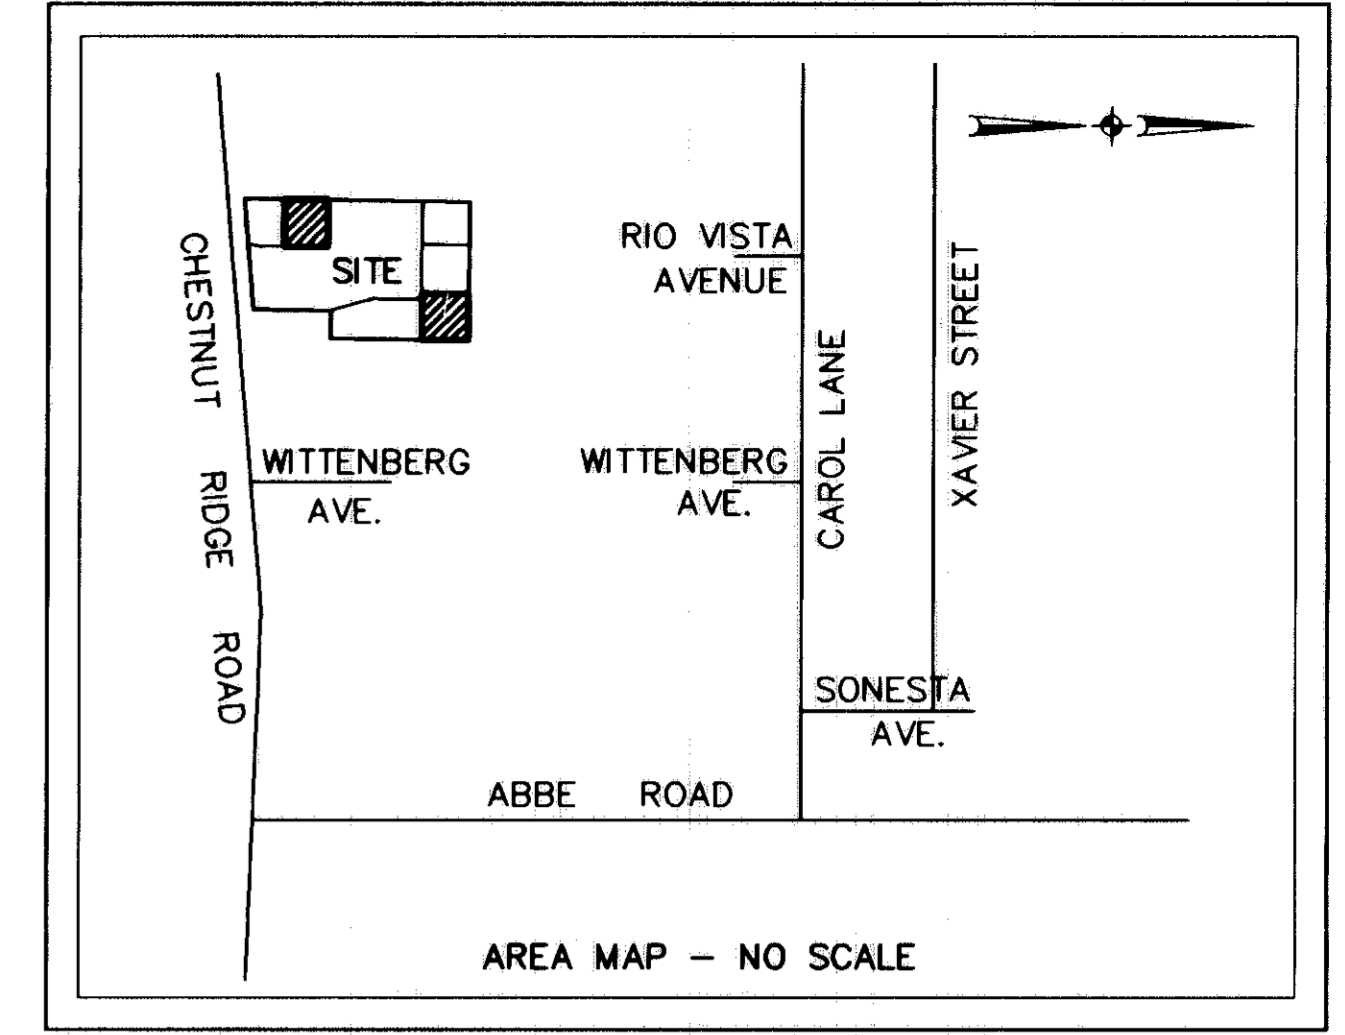 RIO VISTA
AVENUE
SITE
CHESTNUT RIDGE ROAD
CAROL LANE
XAVIER STREET
WITTENBERG
AVE.
WITTENBERG
AVE.
SONESTA
AVE.
ABBE ROAD
AREA MAP – NO SCALE